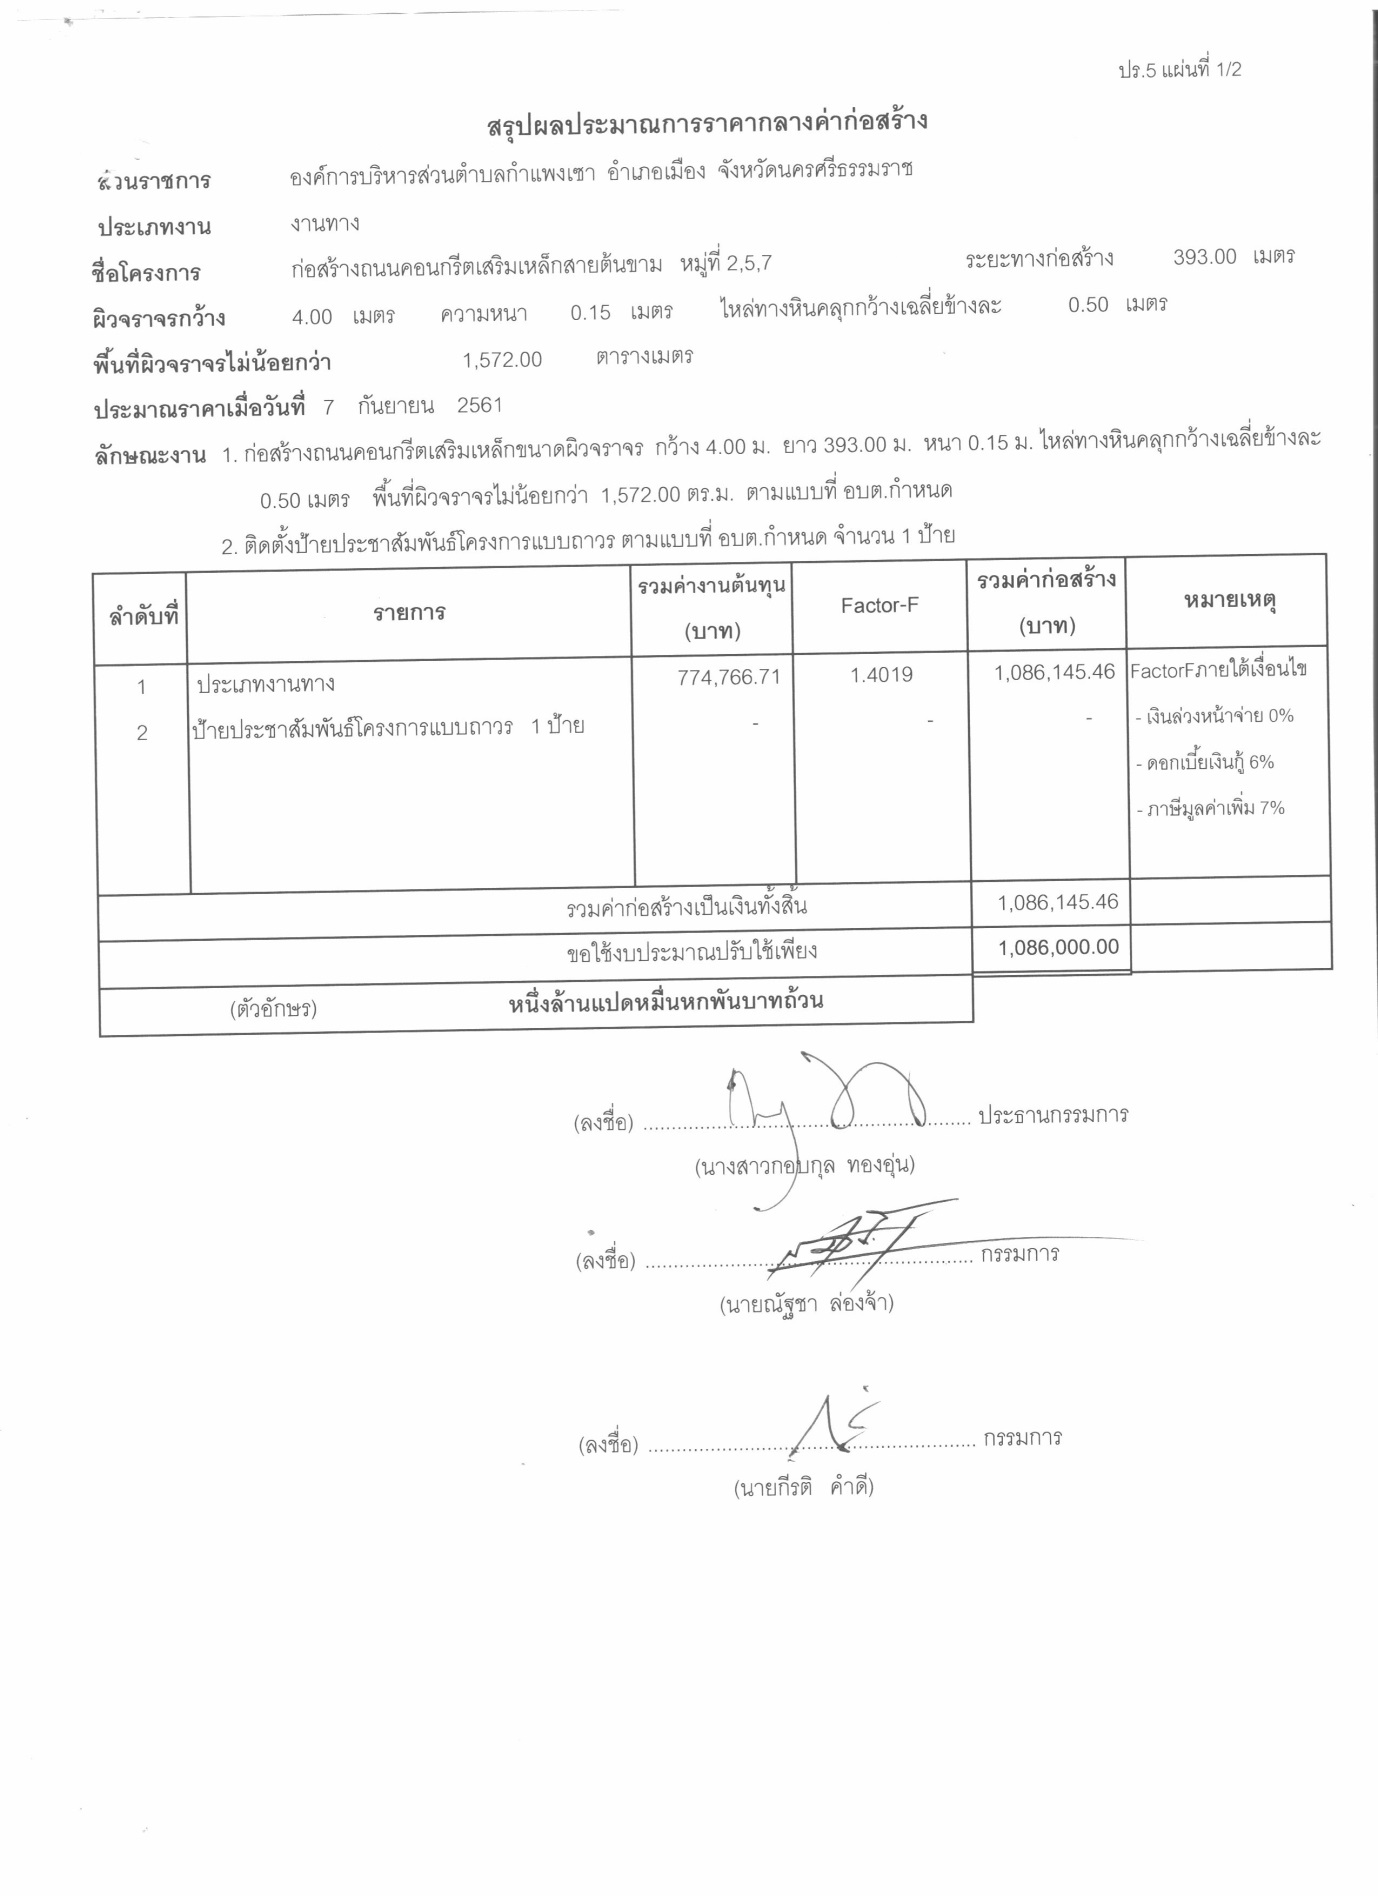 ปร.5 แผ่นที่ 1/2
สรุปผลประมาณการราคากลางค่าก่อสร้าง
ส่วนราชการ องค์การบริหารส่วนตำบลกำแพงเซา อำเภอเมือง จังหวัดนครศรีธรรมราช
ประเภทงาน งานทาง
ชื่อโครงการ ก่อสร้างถนนคอนกรีตเสริมเหล็กสายต้นขาม หมู่ที่ 2,5,7 ระยะทางก่อสร้าง 393.00 เมตร
ผิวจราจรกว้าง 4.00 เมตร ความหนา 0.15 เมตร ไหล่ทางหินคลุกกว้างเฉลี่ยข้างละ 0.50 เมตร
พื้นที่ผิวจราจรไม่น้อยกว่า 1,572.00 ตารางเมตร
ประมาณราคาเมื่อวันที่ 7 กันยายน 2561
ลักษณะงาน 1. ก่อสร้างถนนคอนกรีตเสริมเหล็กขนาดผิวจราจร กว้าง 4.00 ม. ยาว 393.00 ม. หนา 0.15 ม. ไหล่ทางหินคลุกกว้างเฉลี่ยข้างละ
0.50 เมตร พื้นที่ผิวจราจรไม่น้อยกว่า 1,572.00 ตร.ม. ตามแบบที่ อบต.กำหนด
2. ติดตั้งป้ายประชาสัมพันธ์โครงการแบบถาวร ตามแบบที่ อบต.กำหนด จำนวน 1 ป้าย
ลำดับที่ รายการ รวมค่างานต้นทุน (บาท) Factor-F รวมค่าก่อสร้าง (บาท) หมายเหตุ
1 ประเภทงานทาง 774,766.71 1.4019 1,086,145.46 FactorFภายใต้เงื่อนไข
2 ป้ายประชาสัมพันธ์โครงการแบบถาวร 1 ป้าย - - - - เงินล่วงหน้าจ่าย 0%
- ดอกเบี้ยเงินกู้ 6%
- ภาษีมูลค่าเพิ่ม 7%
รวมค่าก่อสร้างเป็นเงินทั้งสิ้น 1,086,145.46
ขอใช้งบประมาณปรับใช้เพียง 1,086,000.00
(ตัวอักษร) หนึ่งล้านแปดหมื่นหกพันบาทถ้วน
(ลงชื่อ) ........................................ ประธานกรรมการ
(นางสาวกอบกุล ทองอุ่น)
(ลงชื่อ) ........................................ กรรมการ
(นายณัฐชา ล่องจ้า)
(ลงชื่อ) ........................................ กรรมการ
(นายกีรติ คำดี)